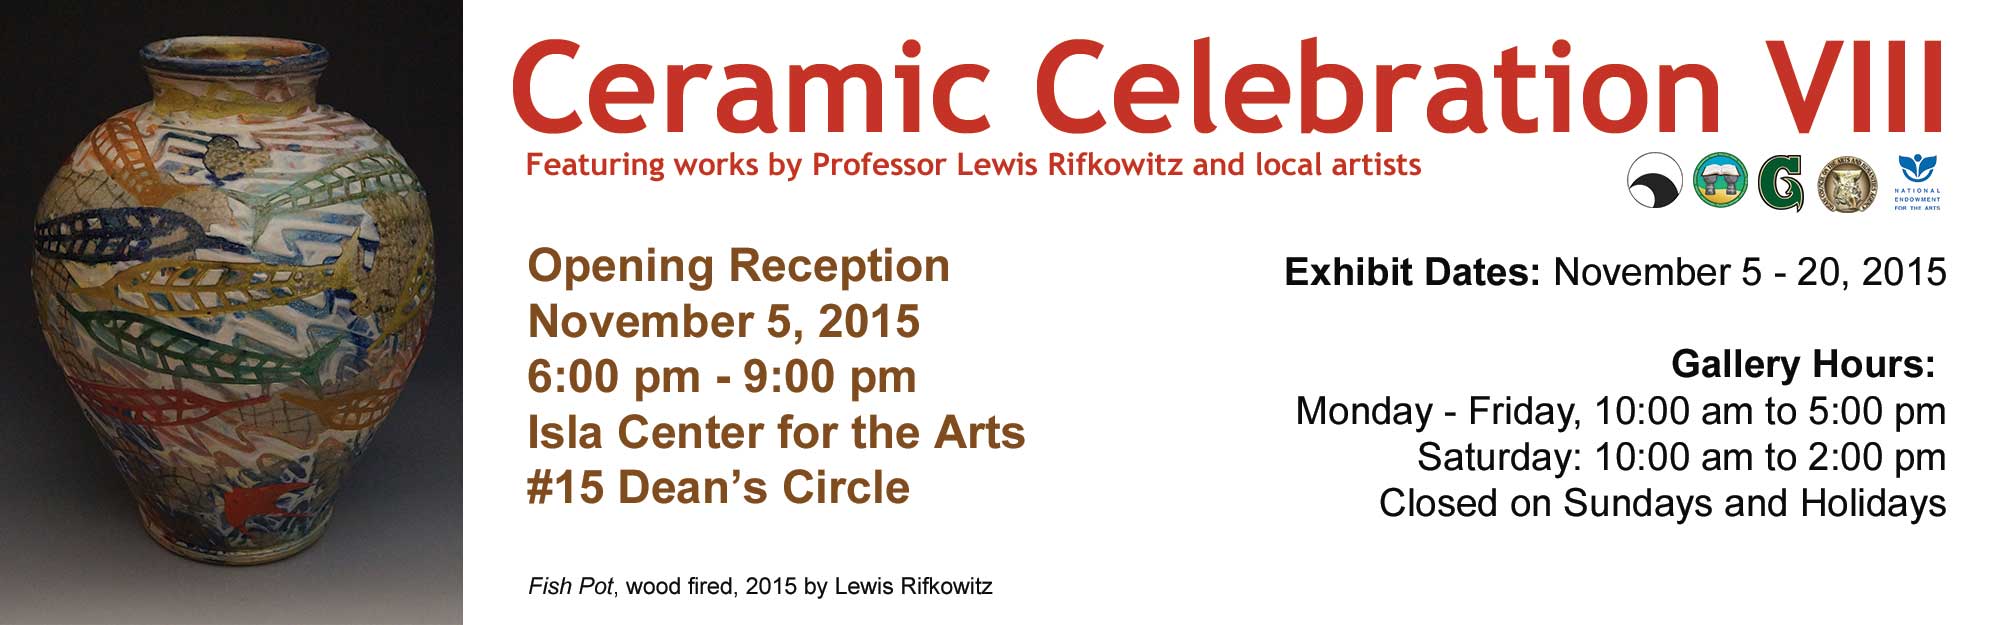 Ceramic Celebration VIII
Featuring works by Professor Lewis Rifkowitz and local artists
G
NATIONAL
ENDOWMENT
FOR THE ARTS
Opening Reception
November 5, 2015
6:00 pm - 9:00 pm
Isla Center for the Arts
#15 Dean’s Circle
Exhibit Dates: November 5 - 20, 2015
Gallery Hours:
Monday - Friday, 10:00 am to 5:00 pm
Saturday: 10:00 am to 2:00 pm
Closed on Sundays and Holidays
Fish Pot, wood fired, 2015 by Lewis Rifkowitz